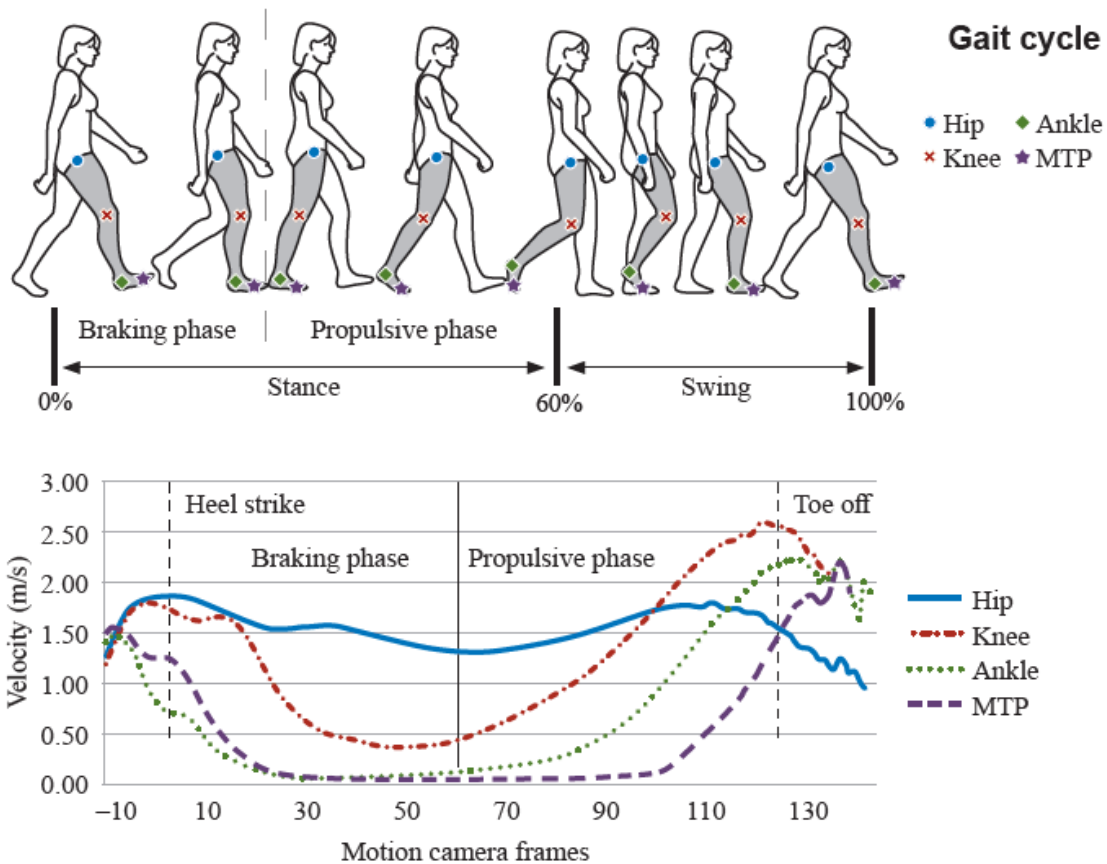 Gait cycle
Hip Ankle
Knee MTP
Braking phase Propulsive phase
Stance Swing
0% 60% 100%
3.00
Heel strike Toe off
2.50
Braking phase Propulsive phase
2.00
1.50
1.00
0.50
0.00
Velocity (m/s)
Hip
Knee
Ankle
MTP
–10 10 30 50 70 90 110 130
Motion camera frames